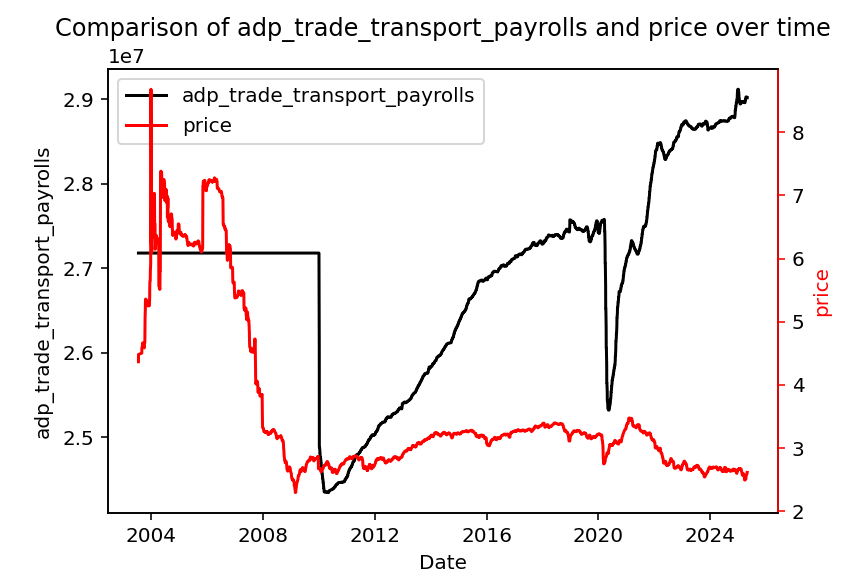 Comparison of adp_trade_transport_payrolls and price over time
1e7
adp_trade_transport_payrolls
price
2.9
2.8
2.7
2.6
2.5
8
7
6
5
4
3
2
adp_trade_transport_payrolls
price
2004
2008
2012
2016
2020
2024
Date